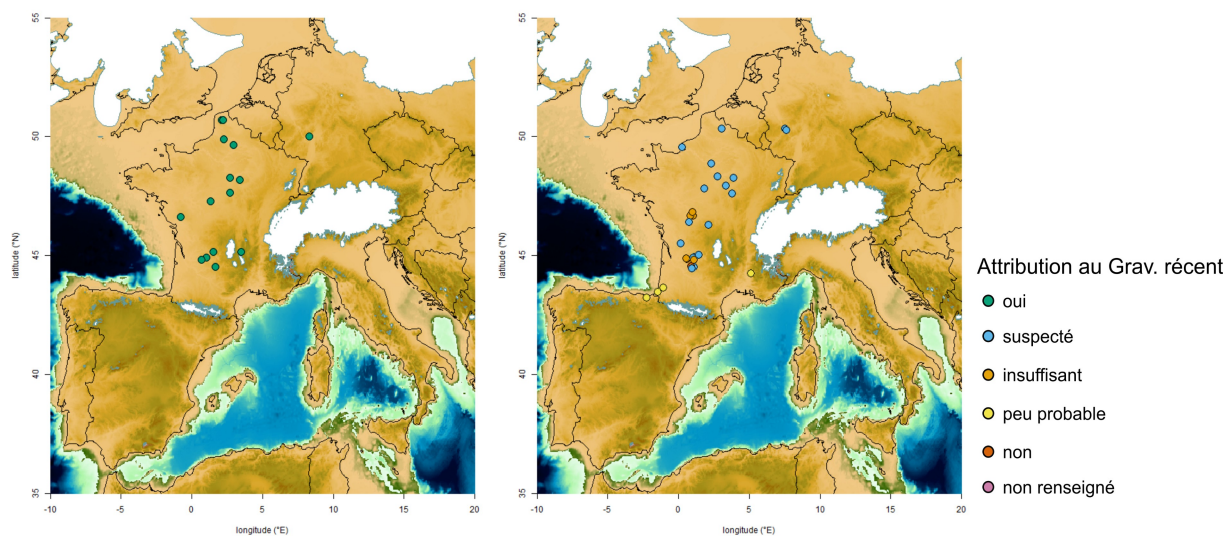 55
50
45
40
35
latitude (°N)
-10
-5
0
5
10
15
20
longitude (°E)
55
50
45
40
35
latitude (°N)
-10
-5
0
5
10
15
20
longitude (°E)
Attribution au Grav. récent
oui
suspecté
insuffisant
peu probable
non
non renseigné